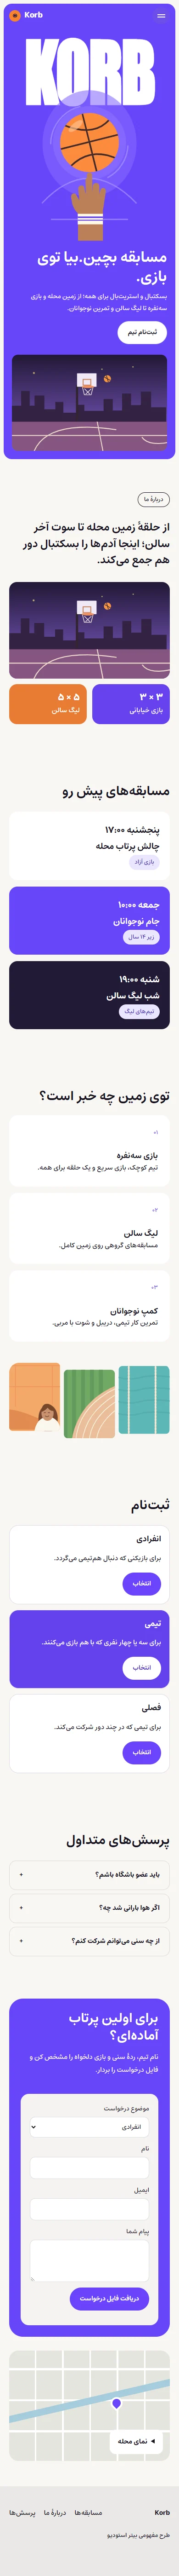 Korb
KORB
مسابقه بچین.بیا توی
بازی.
بسکتبال و استریت‌بال برای همه؛ از زمین محله و بازی
سه‌نفره تا لیگ سالن و تمرین نوجوانان.
ثبت‌نام تیم
دربارهٔ ما
از حلقهٔ زمین محله تا سوت آخر
سالن؛ اینجا آدم‌ها را بسکتبال دور
هم جمع می‌کند.
۳ × ۳
بازی خیابانی
۵ × ۵
لیگ سالن
مسابقه‌های پیش رو
پنجشنبه ۱۷:۰۰
چالش پرتاب محله
بازی آزاد
جمعه ۱۰:۰۰
جام نوجوانان
زیر ۱۴ سال
شنبه ۱۹:۰۰
شب لیگ سالن
تیم‌های لیگ
توی زمین چه خبر است؟
۰۱
بازی سه‌نفره
تیم کوچک، بازی سریع و یک حلقه برای همه.
۰۲
لیگ سالن
مسابقه‌های گروهی روی زمین کامل.
۰۳
کمپ نوجوانان
تمرین کار تیمی، دریبل و شوت با مربی.
ثبت‌نام
انفرادی
برای بازیکنی که دنبال هم‌تیمی می‌گردد.
انتخاب
تیمی
برای سه یا چهار نفری که با هم بازی می‌کنند.
انتخاب
فصلی
برای تیمی که در چند دور شرکت می‌کند.
انتخاب
پرسش‌های متداول
باید عضو باشگاه باشم؟ +
اگر هوا بارانی شد چه؟ +
از چه سنی می‌توانم شرکت کنم؟ +
برای اولین پرتاب
آماده‌ای؟
نام تیم، ردهٔ سنی و بازی دلخواه را مشخص کن و
فایل درخواست را بردار.
موضوع درخواست
انفرادی
نام
ایمیل
پیام شما
دریافت فایل درخواست
نمای محله
Korb
مسابقه‌ها دربارهٔ ما پرسش‌ها
طرح مفهومی بیتر استودیو